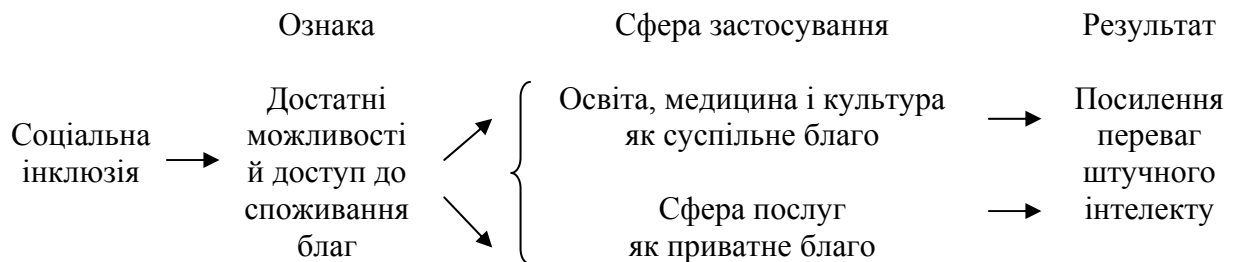 Ознака
Сфера застосування
Результат
Соціальна
інклюзія
Достатні
можливості
й доступ до
споживання
благ
Освіта, медицина і культура
як суспільне благо
Сфера послуг
як приватне благо
Посилення
переваг
штучного
інтелекту